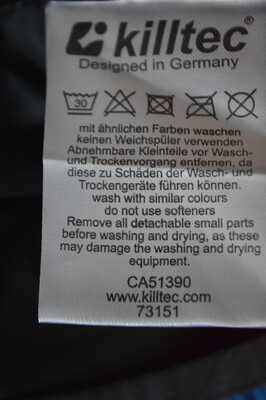 killtec
Designed in Germany
30
mit ähnlichen Farben waschen
keinen Weichspüler verwenden
Abnehmbare Kleinteile vor Wasch-
und Trockenvorgang entfernen, da
diese zu Schäden der Wasch- und
Trockengeräte führen können.
wash with similar colours
do not use softeners
Remove all detachable small parts
before washing and drying, as these
may damage the washing and drying
equipment.
CA51390
www.killtec.com
73151